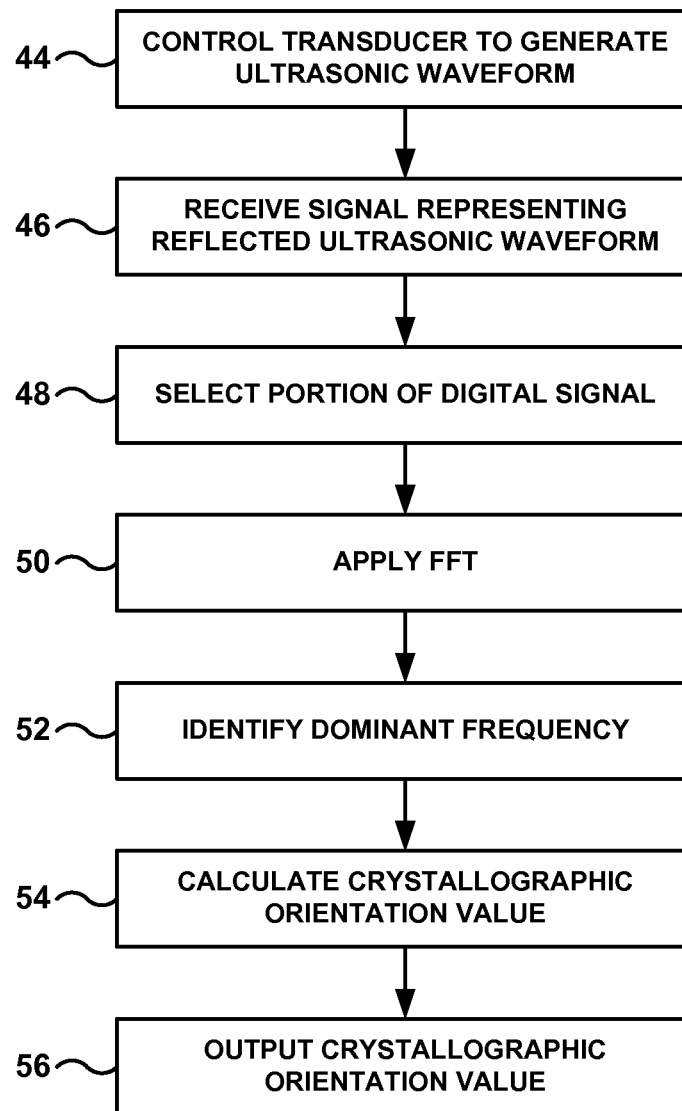 44
CONTROL TRANSDUCER TO GENERATE
ULTRASONIC WAVEFORM
46
RECEIVE SIGNAL REPRESENTING
REFLECTED ULTRASONIC WAVEFORM
48
SELECT PORTION OF DIGITAL SIGNAL
50
APPLY FFT
52
IDENTIFY DOMINANT FREQUENCY
54
CALCULATE CRYSTALLOGRAPHIC
ORIENTATION VALUE
56
OUTPUT CRYSTALLOGRAPHIC
ORIENTATION VALUE